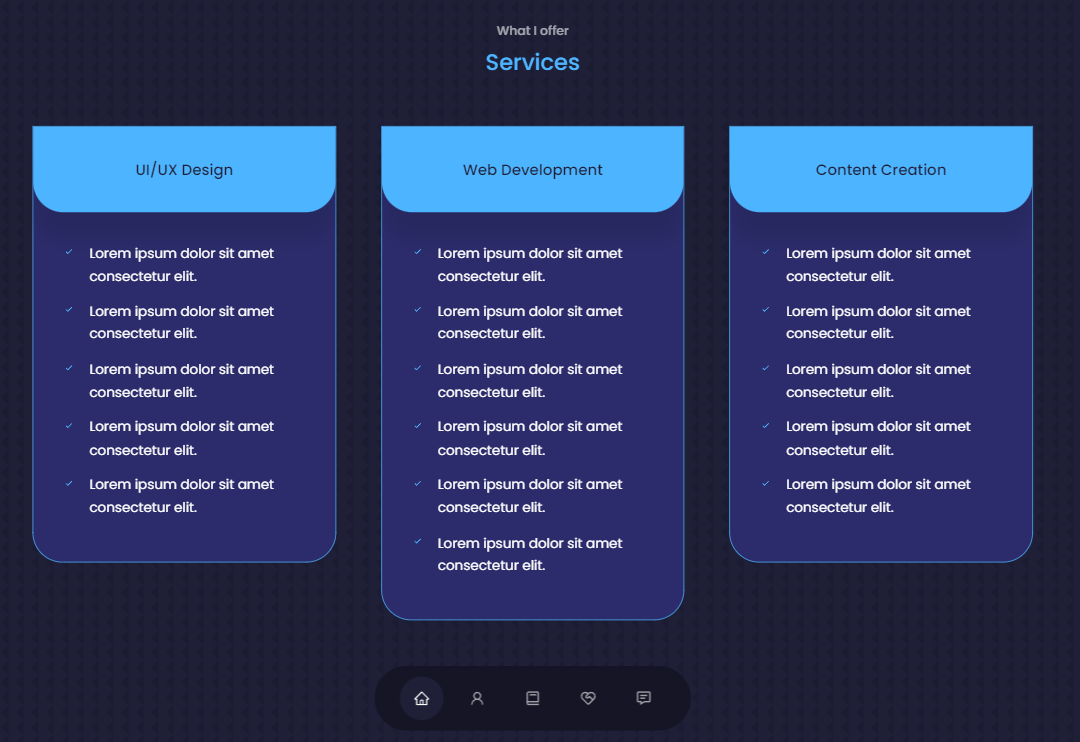 What I offer
Services
UI/UX Design
Lorem ipsum dolor sit amet
consectetur elit.
Lorem ipsum dolor sit amet
consectetur elit.
Lorem ipsum dolor sit amet
consectetur elit.
Lorem ipsum dolor sit amet
consectetur elit.
Lorem ipsum dolor sit amet
consectetur elit.
Web Development
Lorem ipsum dolor sit amet
consectetur elit.
Lorem ipsum dolor sit amet
consectetur elit.
Lorem ipsum dolor sit amet
consectetur elit.
Lorem ipsum dolor sit amet
consectetur elit.
Lorem ipsum dolor sit amet
consectetur elit.
Lorem ipsum dolor sit amet
consectetur elit.
Content Creation
Lorem ipsum dolor sit amet
consectetur elit.
Lorem ipsum dolor sit amet
consectetur elit.
Lorem ipsum dolor sit amet
consectetur elit.
Lorem ipsum dolor sit amet
consectetur elit.
Lorem ipsum dolor sit amet
consectetur elit.